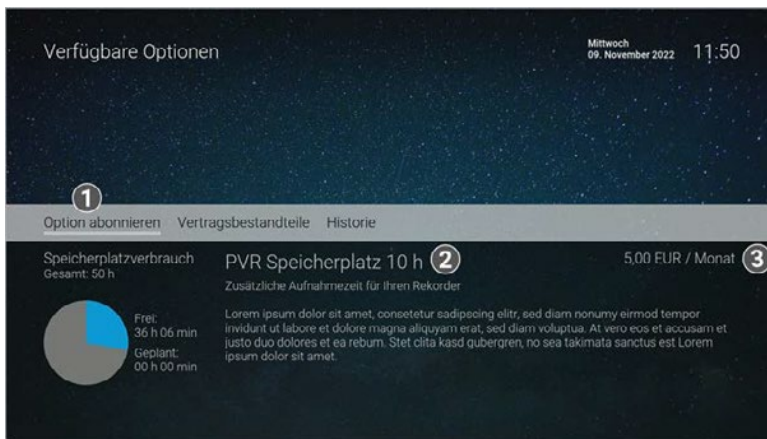 Verfügbare Optionen
Mittwoch
09. November 2022
11:50
1
Option abonnieren Vertragsbestandteile Historie
Speicherplatzverbrauch
Gesamt: 50 h
Frei:
36 h 06 min
Geplant:
00 h 00 min
PVR Speicherplatz 10 h 2
5,00 EUR / Monat 3
Zusätzliche Aufnahmezeit für Ihren Rekorder
Lorem ipsum dolor sit amet, consetetur sadipscing elitr, sed diam nonumy eirmod tempor
invidunt ut labore et dolore magna aliquyam erat, sed diam voluptua. At vero eos et accusam et
justo duo dolores et ea rebum. Stet clita kasd gubergren, no sea takimata sanctus est Lorem
ipsum dolor sit amet.